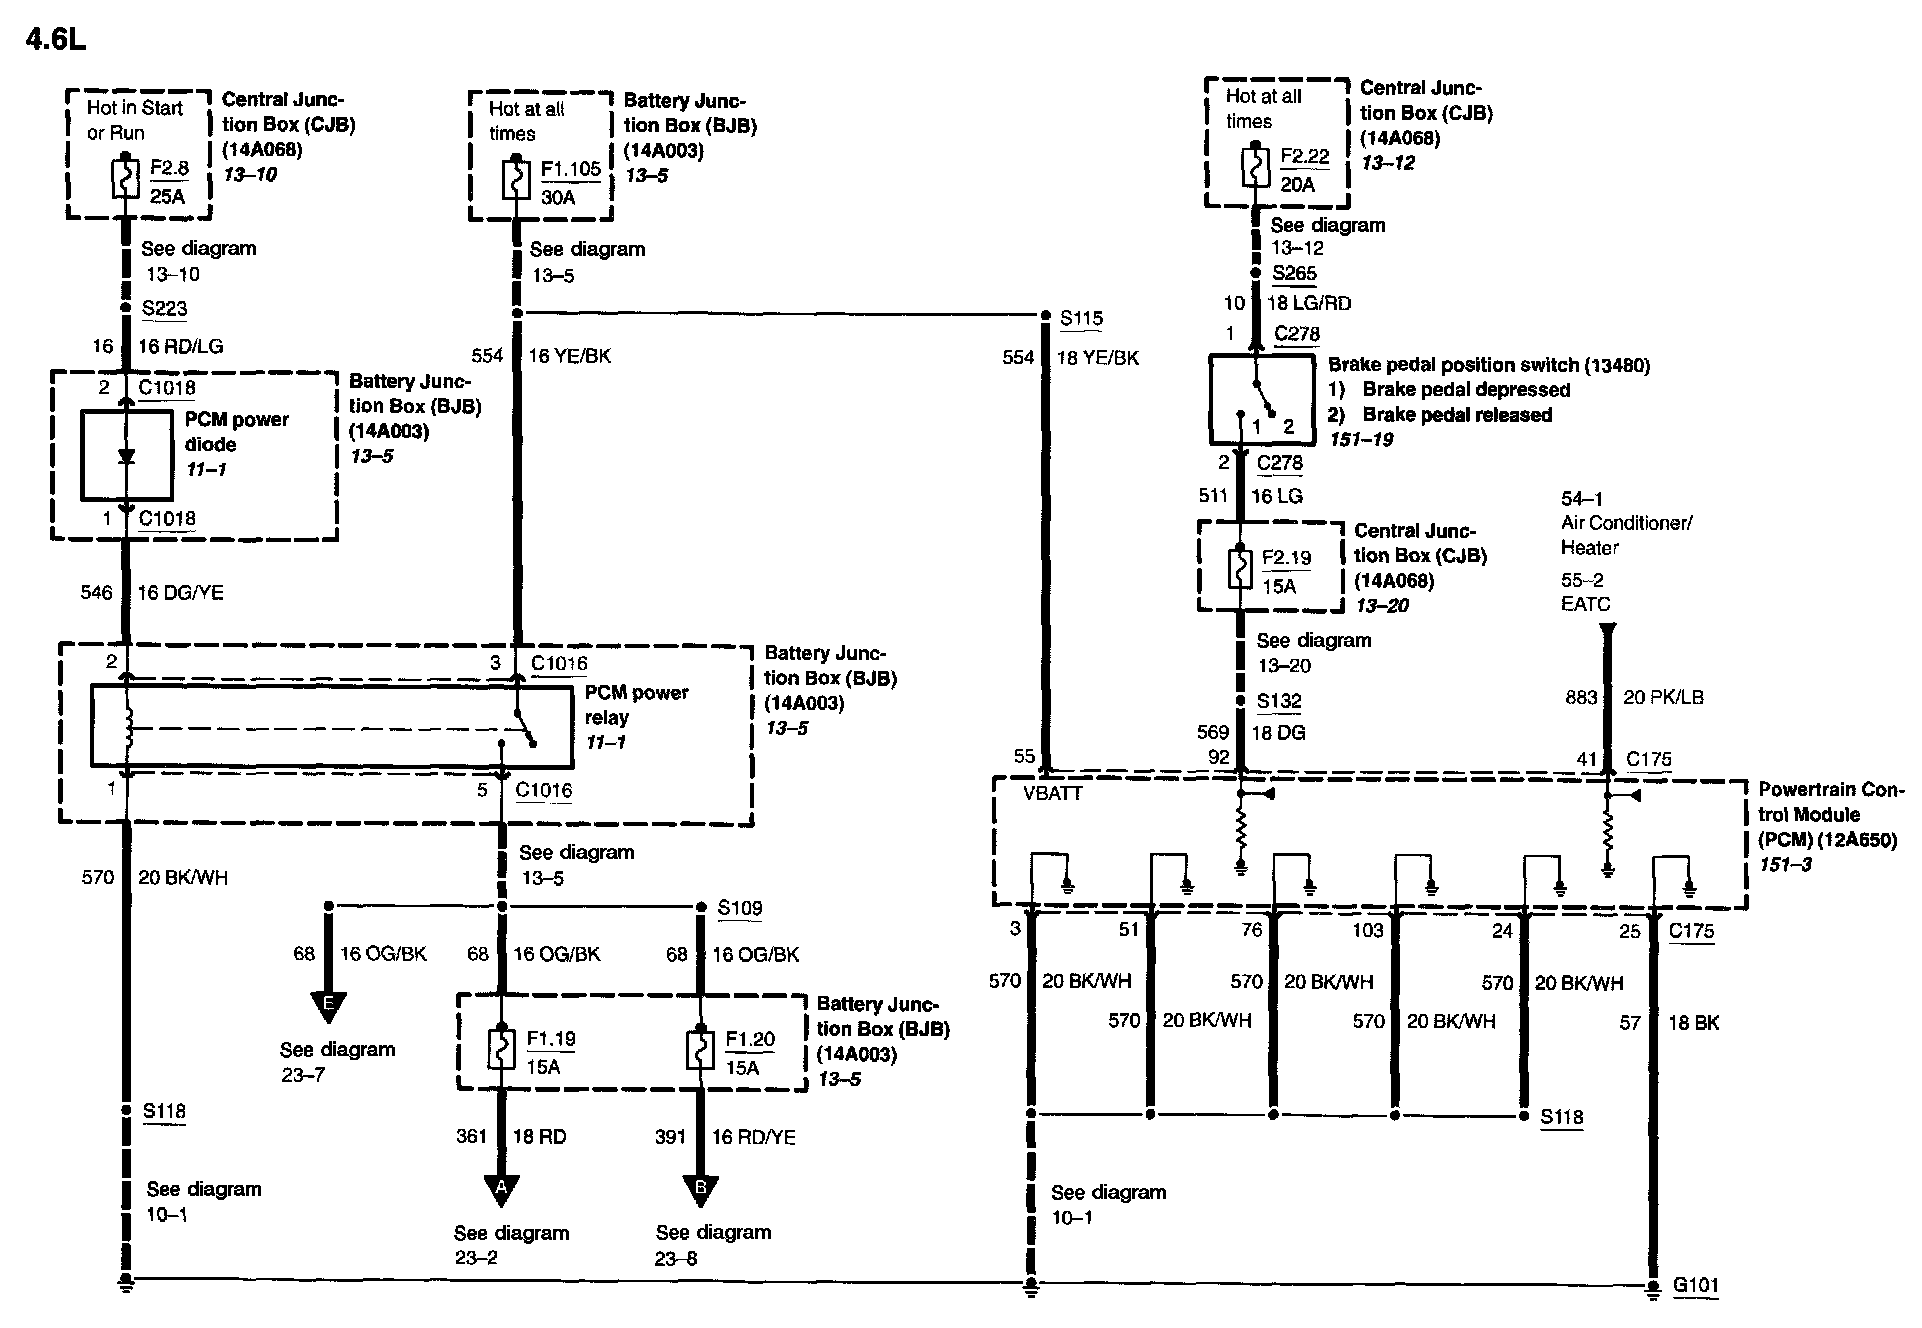 4.6L
Hot in Start
or Run
F2.8
25A
Central Junc-
tion Box (CJB)
(14A068)
13–10
See diagram
13–10
S223
16
16 RD/LG
2
C1018
PCM power
diode
11–1
1
C1018
Battery Junc-
tion Box (BJB)
(14A003)
13–5
546
16 DG/YE
Hot at all
times
F1.105
30A
Battery Junc-
tion Box (BJB)
(14A003)
13–5
See diagram
13–5
554
16 YE/BK
S115
554
18 YE/BK
2
3
C1016
PCM power
relay
11–1
1
5
C1016
Battery Junc-
tion Box (BJB)
(14A003)
13–5
570
20 BK/WH
See diagram
13–5
S109
68
16 OG/BK
68
16 OG/BK
68
16 OG/BK
E
See diagram
23–7
F1.19
15A
F1.20
15A
Battery Junc-
tion Box (BJB)
(14A003)
13–5
361
18 RD
391
16 RD/YE
A
B
See diagram
23–2
See diagram
23–8
S118
See diagram
10–1
Hot at all
times
F2.22
20A
Central Junc-
tion Box (CJB)
(14A068)
13–12
See diagram
13–12
S265
10
18 LG/RD
1
C278
Brake pedal position switch (13480)
1) Brake pedal depressed
2) Brake pedal released
151–19
1
2
2
C278
511
16 LG
F2.19
15A
Central Junc-
tion Box (CJB)
(14A068)
13–20
See diagram
13–20
S132
569
18 DG
54–1
Air Conditioner/
Heater
55–2
EATC
883
20 PK/LB
55
92
41
C175
VBATT
Powertrain Con-
trol Module
(PCM) (12A650)
151–3
3
51
76
103
24
25
C175
570
20 BK/WH
570
20 BK/WH
570
20 BK/WH
570
20 BK/WH
570
20 BK/WH
57
18 BK
S118
See diagram
10–1
G101